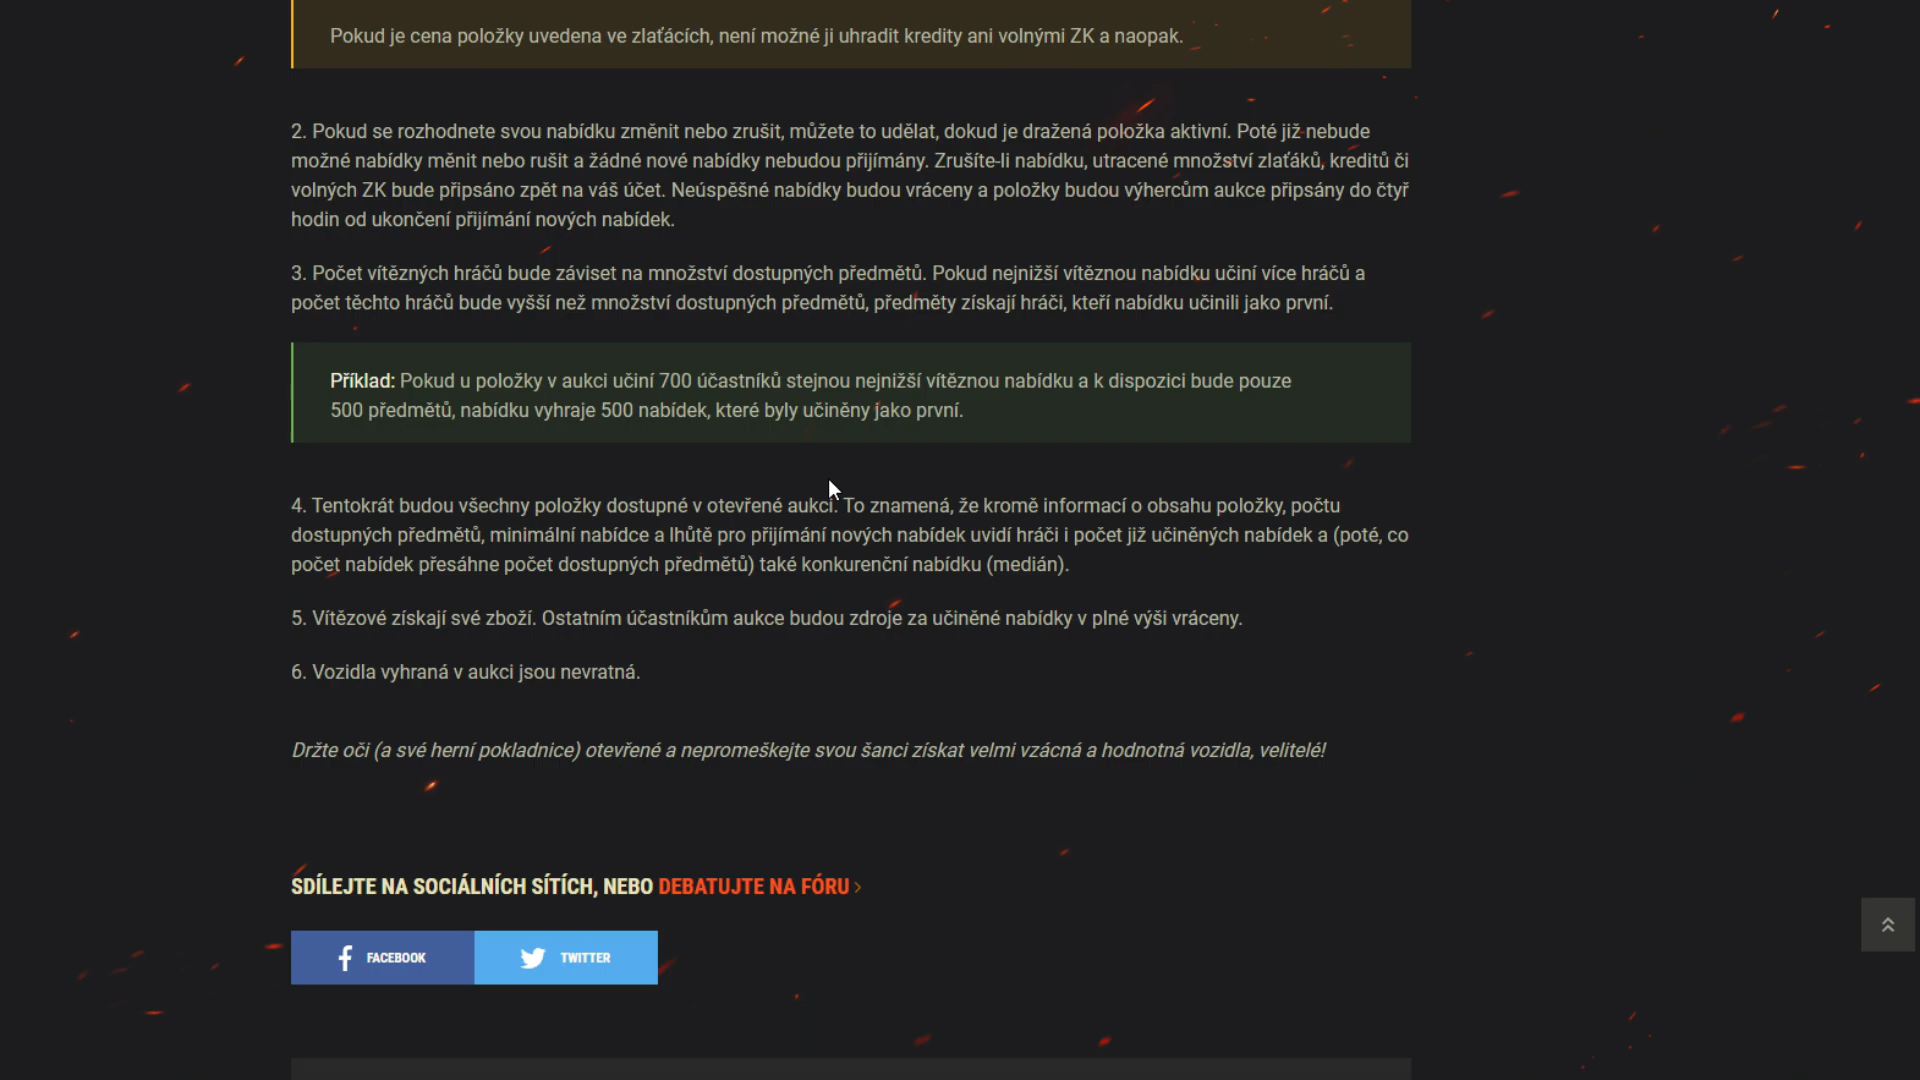 Pokud je cena položky uvedena ve zlaťácích, není možné ji uhradit kredity ani volnými ZK a naopak.
2. Pokud se rozhodnete svou nabídku změnit nebo zrušit, můžete to udělat, dokud je dražená položka aktivní. Poté již nebude
možné nabídky měnit nebo rušit a žádné nové nabídky nebudou přijímány. Zrušíte-li nabídku, utracené množství zlaťáků, kreditů či
volných ZK bude připsáno zpět na váš účet. Neúspěšné nabídky budou vráceny a položky budou výhercům aukce připsány do čtyř
hodin od ukončení přijímání nových nabídek.
3. Počet vítězných hráčů bude záviset na množství dostupných předmětů. Pokud nejnižší vítěznou nabídku učiní více hráčů a
počet těchto hráčů bude vyšší než množství dostupných předmětů, předměty získají hráči, kteří nabídku učinili jako první.
Příklad: Pokud u položky v aukci učiní 700 účastníků stejnou nejnižší vítěznou nabídku a k dispozici bude pouze
500 předmětů, nabídku vyhraje 500 nabídek, které byly učiněny jako první.
4. Tentokrát budou všechny položky dostupné v otevřené aukci. To znamená, že kromě informací o obsahu položky, počtu
dostupných předmětů, minimální nabídce a lhůtě pro přijímání nových nabídek uvidí hráči i počet již učiněných nabídek a (poté, co
počet nabídek přesáhne počet dostupných předmětů) také konkurenční nabídku (medián).
5. Vítězové získají své zboží. Ostatním účastníkům aukce budou zdroje za učiněné nabídky v plné výši vráceny.
6. Vozidla vyhraná v aukci jsou nevratná.
Držte oči (a své herní pokladnice) otevřené a nepromeškejte svou šanci získat velmi vzácná a hodnotná vozidla, velitelé!
SDÍLEJTE NA SOCIÁLNÍCH SÍTÍCH, NEBO DEBATUJTE NA FÓRU ›
FACEBOOK TWITTER